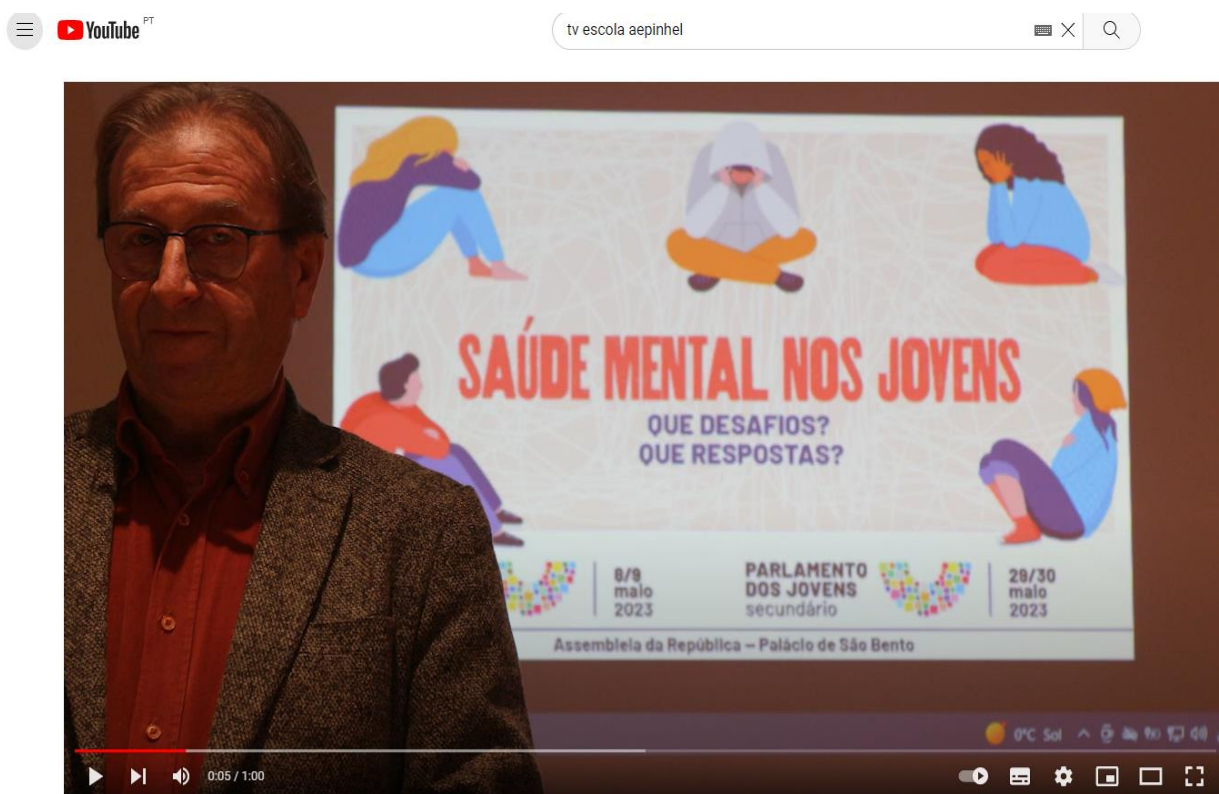 YouTube PT
tv escola aepinhel
SAÚDE MENTAL NOS JOVENS
QUE DESAFIOS?
QUE RESPOSTAS?
8/9
maio
2023
PARLAMENTO
DOS JOVENS
secundário
29/30
maio
2023
Assembleia da República – Palácio de São Bento
0°C Sol
0:05 / 1:00